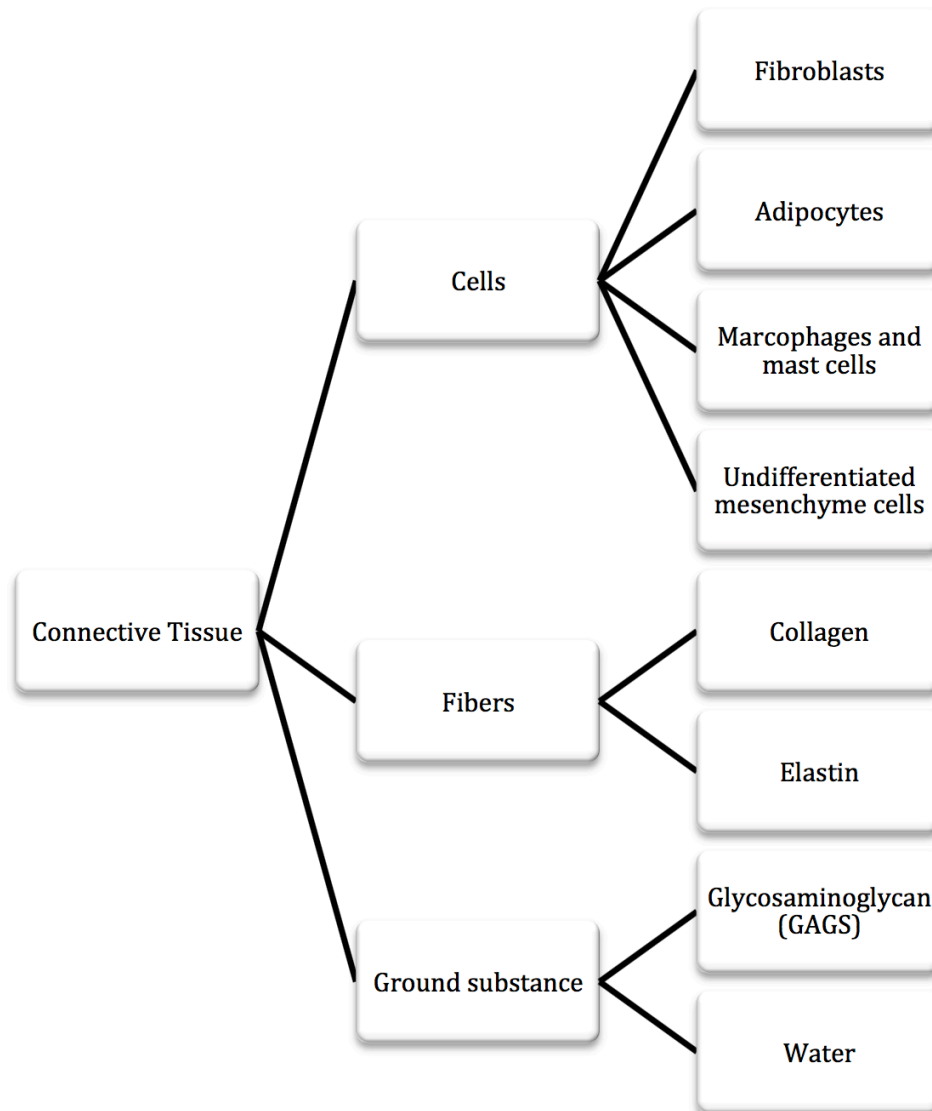 Fibroblasts
Adipocytes
Cells
Marcophages and
mast cells
Undifferentiated
mesenchyme cells
Connective Tissue
Collagen
Fibers
Elastin
Glycosaminoglycan
(GAGS)
Ground substance
Water